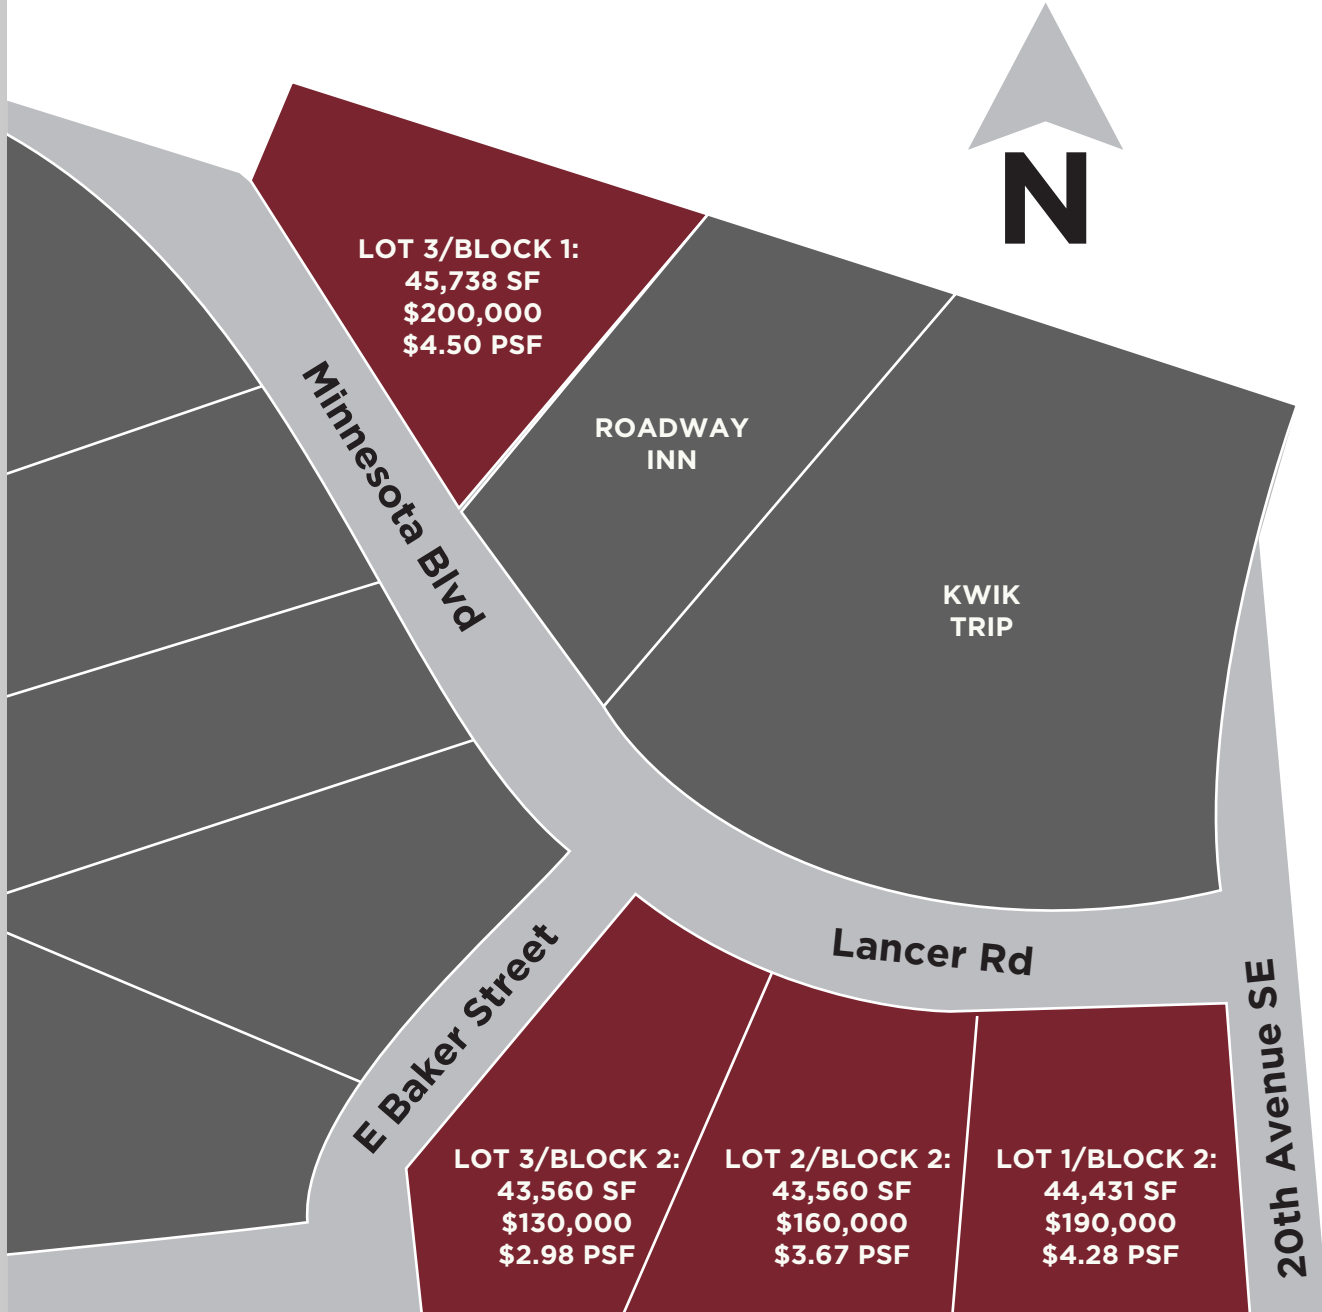 N
LOT 3/BLOCK 1:
45,738 SF
$200,000
$4.50 PSF
ROADWAY
INN
Minnesota Blvd
KWIK
TRIP
Lancer Rd
E Baker Street
20th Avenue SE
LOT 3/BLOCK 2:
43,560 SF
$130,000
$2.98 PSF
LOT 2/BLOCK 2:
43,560 SF
$160,000
$3.67 PSF
LOT 1/BLOCK 2:
44,431 SF
$190,000
$4.28 PSF